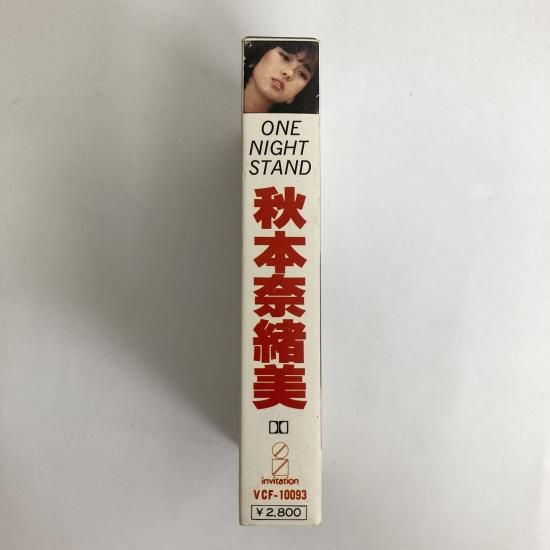 ONE
NIGHT
STAND
秋本奈緒美
invitation
VCF-10093
¥2,800